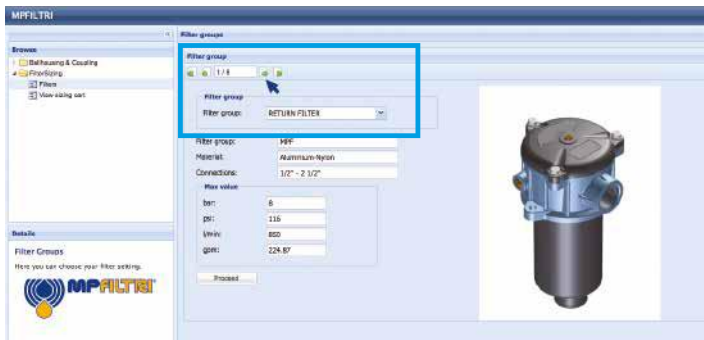 MPFILTRI
Browse
Bellhousing & Coupling
FilterSizing
Filters
View sizing cart
Details
Filter Groups
Here you can choose your filter setting.
MPFILTRI
Filter groups
Filter group
1 / 8
Filter group
Filter group: RETURN FILTER
Filter group: MPF
Material: Aluminium-Nylon
Connections: 1/2" - 2 1/2"
Max value
bar: 8
psi: 116
l/min: 850
gpm: 224.87
Proceed